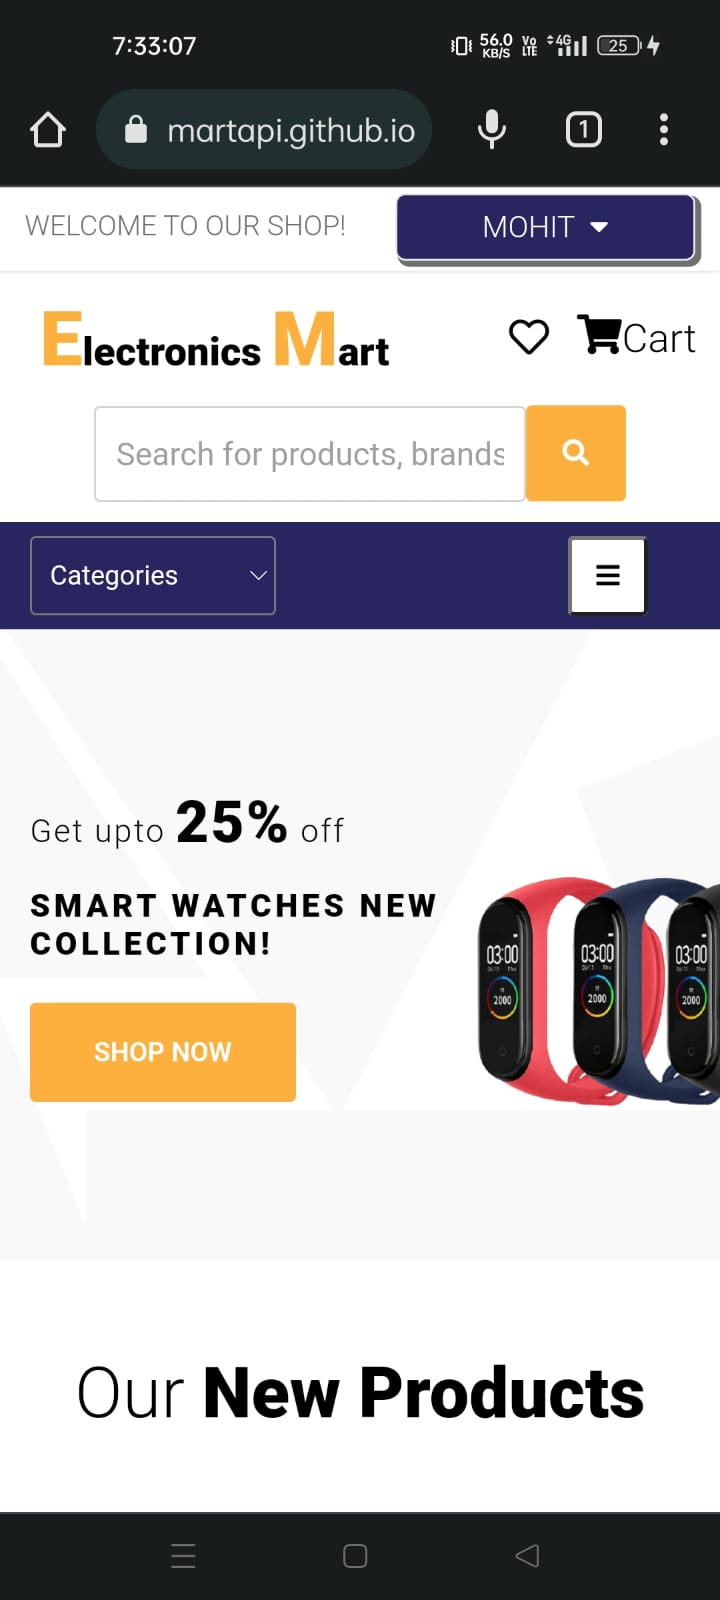 7:33:07 56.0 KB/S Vo LTE 4G 25
martapi.github.io 1
WELCOME TO OUR SHOP! MOHIT
Electronics Mart Cart
Search for products, brands
Categories
Get upto 25% off
SMART WATCHES NEW
COLLECTION!
03:00 03:00 03:00
2000 2000 2000
SHOP NOW
Our New Products